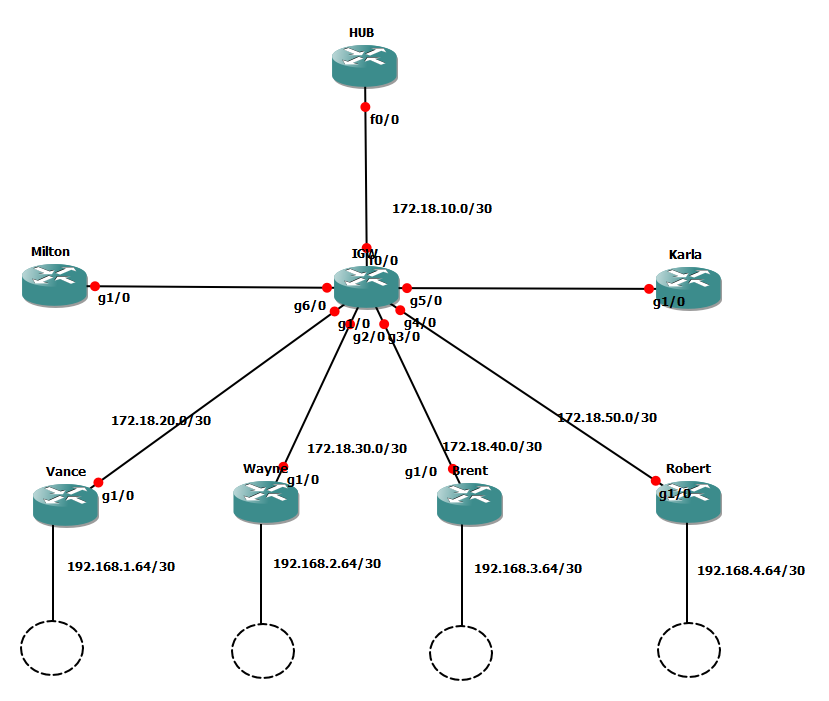 HUB
f0/0
172.18.10.0/30
Milton
IGW
f0/0
Karla
g1/0
g6/0
g5/0
g1/0
g1/0
g4/0
g2/0
g3/0
172.18.20.0/30
172.18.50.0/30
172.18.30.0/30
172.18.40.0/30
Vance
Wayne
g1/0
g1/0
Brent
Robert
g1/0
g1/0
192.168.1.64/30
192.168.2.64/30
192.168.3.64/30
192.168.4.64/30